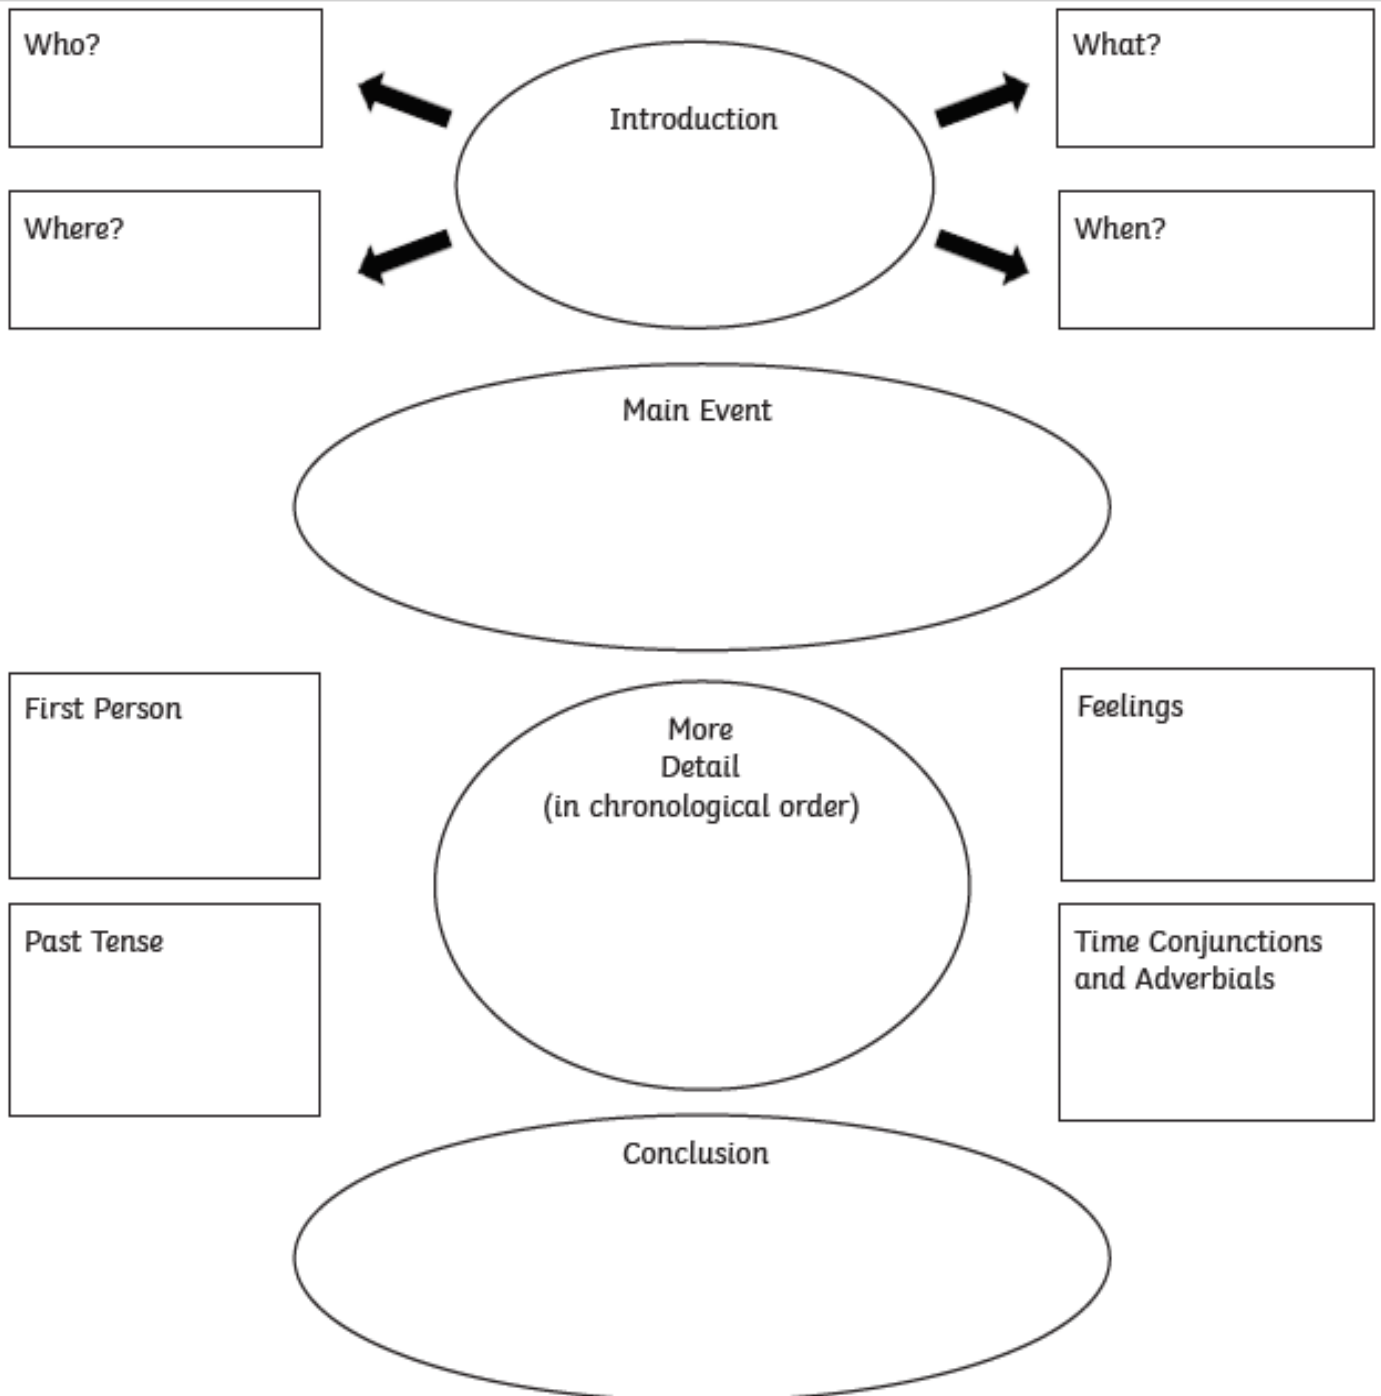 Who?
Introduction
What?
Where?
When?
Main Event
First Person
More
Detail
(in chronological order)
Feelings
Past Tense
Time Conjunctions
and Adverbials
Conclusion